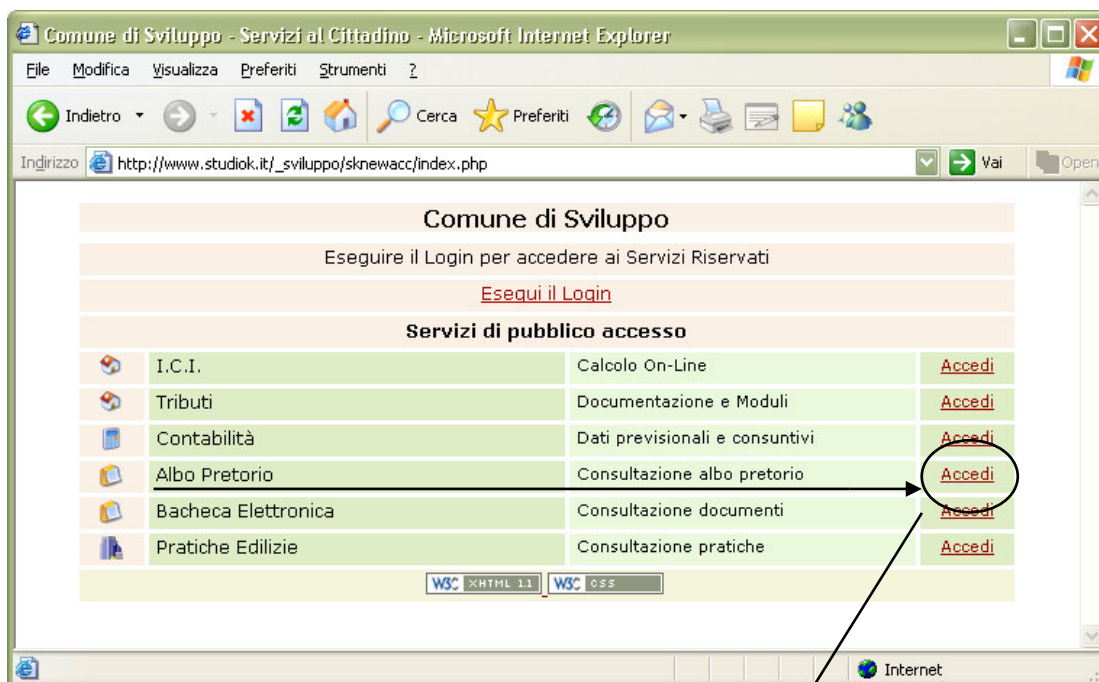 Comune di Sviluppo - Servizi al Cittadino - Microsoft Internet Explorer
File Modifica Visualizza Preferiti Strumenti ?
Indietro Cerca Preferiti
Indirizzo http://www.studiok.it/_sviluppo/sknewacc/index.php Vai Open
Comune di Sviluppo
Eseguire il Login per accedere ai Servizi Riservati
Esegui il Login
Servizi di pubblico accesso
I.C.I. Calcolo On-Line Accedi
Tributi Documentazione e Moduli Accedi
Contabilità Dati previsionali e consuntivi Accedi
Albo Pretorio Consultazione albo pretorio Accedi
Bacheca Elettronica Consultazione documenti Accedi
Pratiche Edilizie Consultazione pratiche Accedi
W3C XHTML 1.1 W3C CSS
Internet